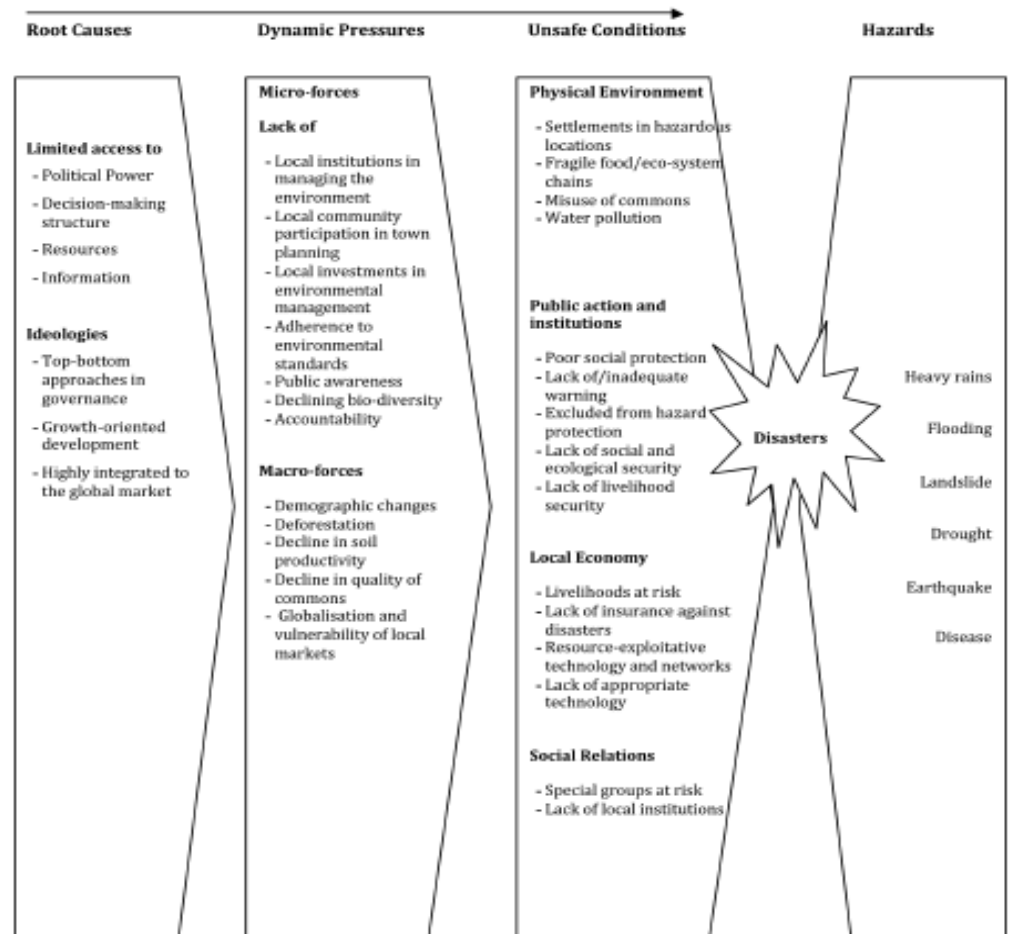 Root Causes
Dynamic Pressures
Unsafe Conditions
Hazards
Limited access to
- Political Power
- Decision-making
structure
- Resources
- Information
Ideologies
- Top-bottom
approaches in
governance
- Growth-oriented
development
- Highly integrated to
the global market
Micro-forces
Lack of
- Local institutions in
managing the
environment
- Local community
participation in town
planning
- Local investments in
environmental
management
- Adherence to
environmental
standards
- Public awareness
- Declining bio-diversity
- Accountability
Macro-forces
- Demographic changes
- Deforestation
- Decline in soil
productivity
- Decline in quality of
commons
- Globalisation and
vulnerability of local
markets
Physical Environment
- Settlements in hazardous
locations
- Fragile food/eco-system
chains
- Misuse of commons
- Water pollution
Public action and
institutions
- Poor social protection
- Lack of/inadequate
warning
- Excluded from hazard
protection
- Lack of social and
ecological security
- Lack of livelihood
security
Local Economy
- Livelihoods at risk
- Lack of insurance against
disasters
- Resource-exploitative
technology and networks
- Lack of appropriate
technology
Social Relations
- Special groups at risk
- Lack of local institutions
Disasters
Heavy rains
Flooding
Landslide
Drought
Earthquake
Disease